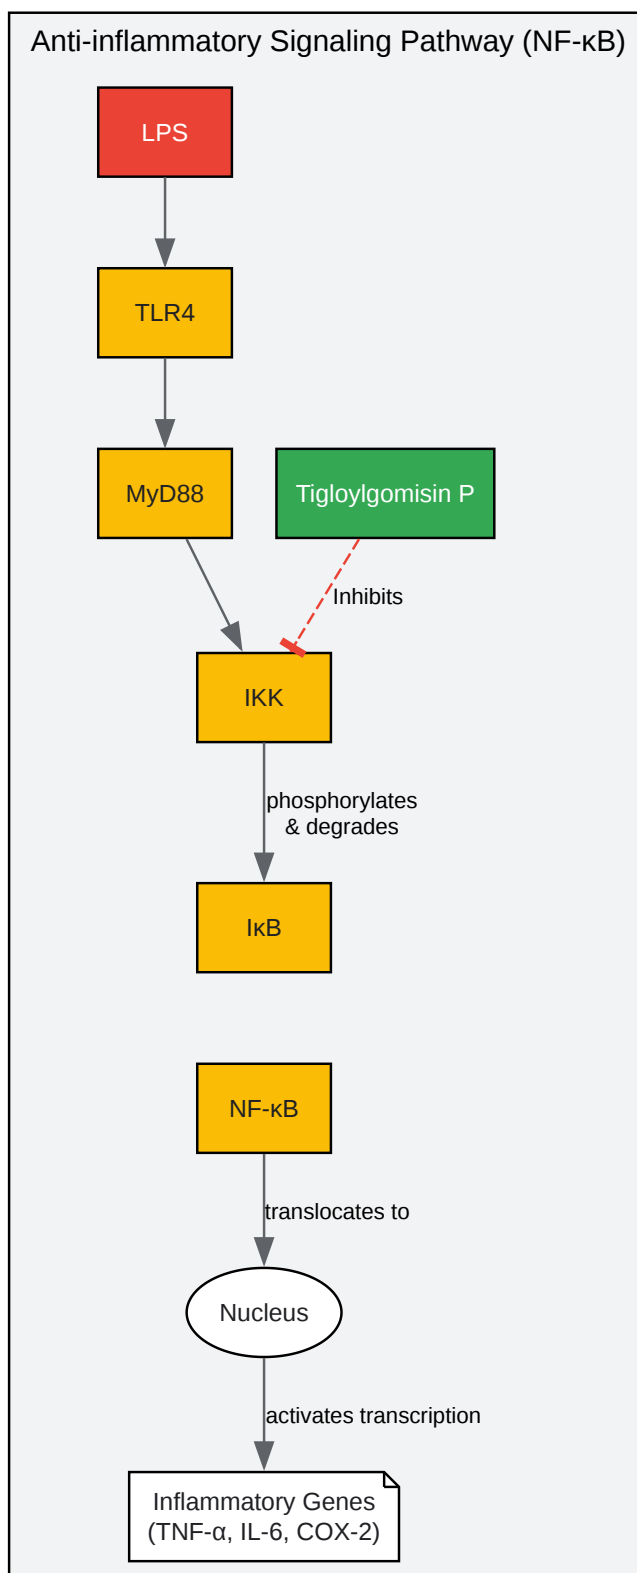 Anti-inflammatory Signaling Pathway (NF-κB)
LPS
TLR4
MyD88
Tigloylgomisin P
Inhibits
IKK
phosphorylates
& degrades
IκB
NF-κB
translocates to
Nucleus
activates transcription
Inflammatory Genes
(TNF-α, IL-6, COX-2)